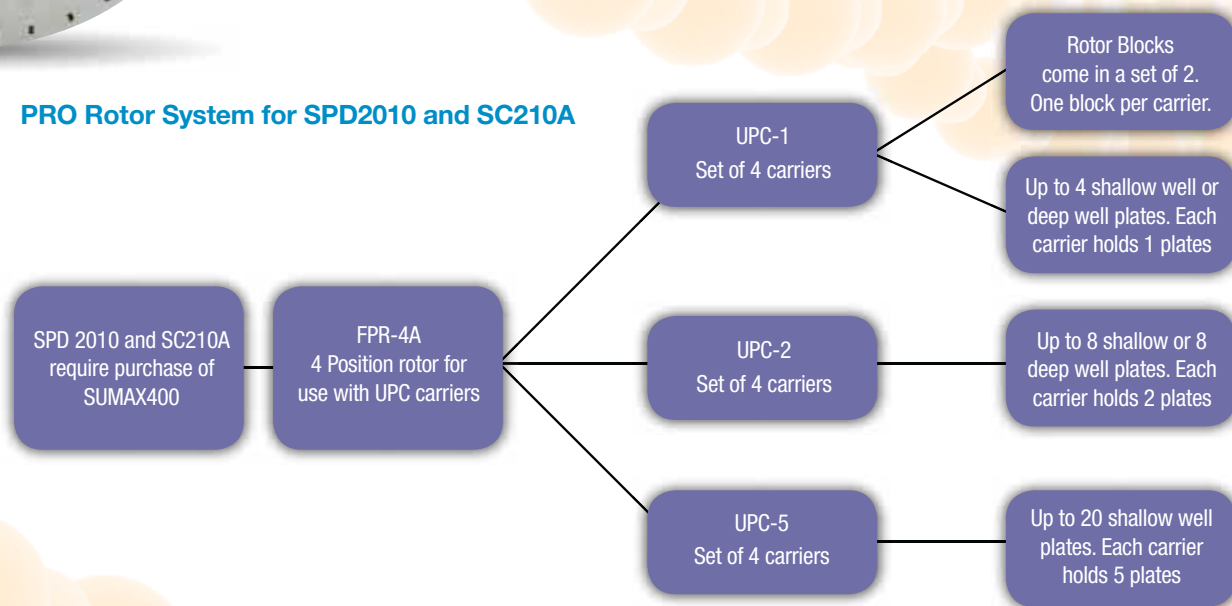 PRO Rotor System for SPD2010 and SC210A
SPD 2010 and SC210A
require purchase of
SUMAX400
FPR-4A
4 Position rotor for
use with UPC carriers
UPC-1
Set of 4 carriers
Rotor Blocks
come in a set of 2.
One block per carrier.
Up to 4 shallow well or
deep well plates. Each
carrier holds 1 plates
UPC-2
Set of 4 carriers
Up to 8 shallow or 8
deep well plates. Each
carrier holds 2 plates
UPC-5
Set of 4 carriers
Up to 20 shallow well
plates. Each carrier
holds 5 plates